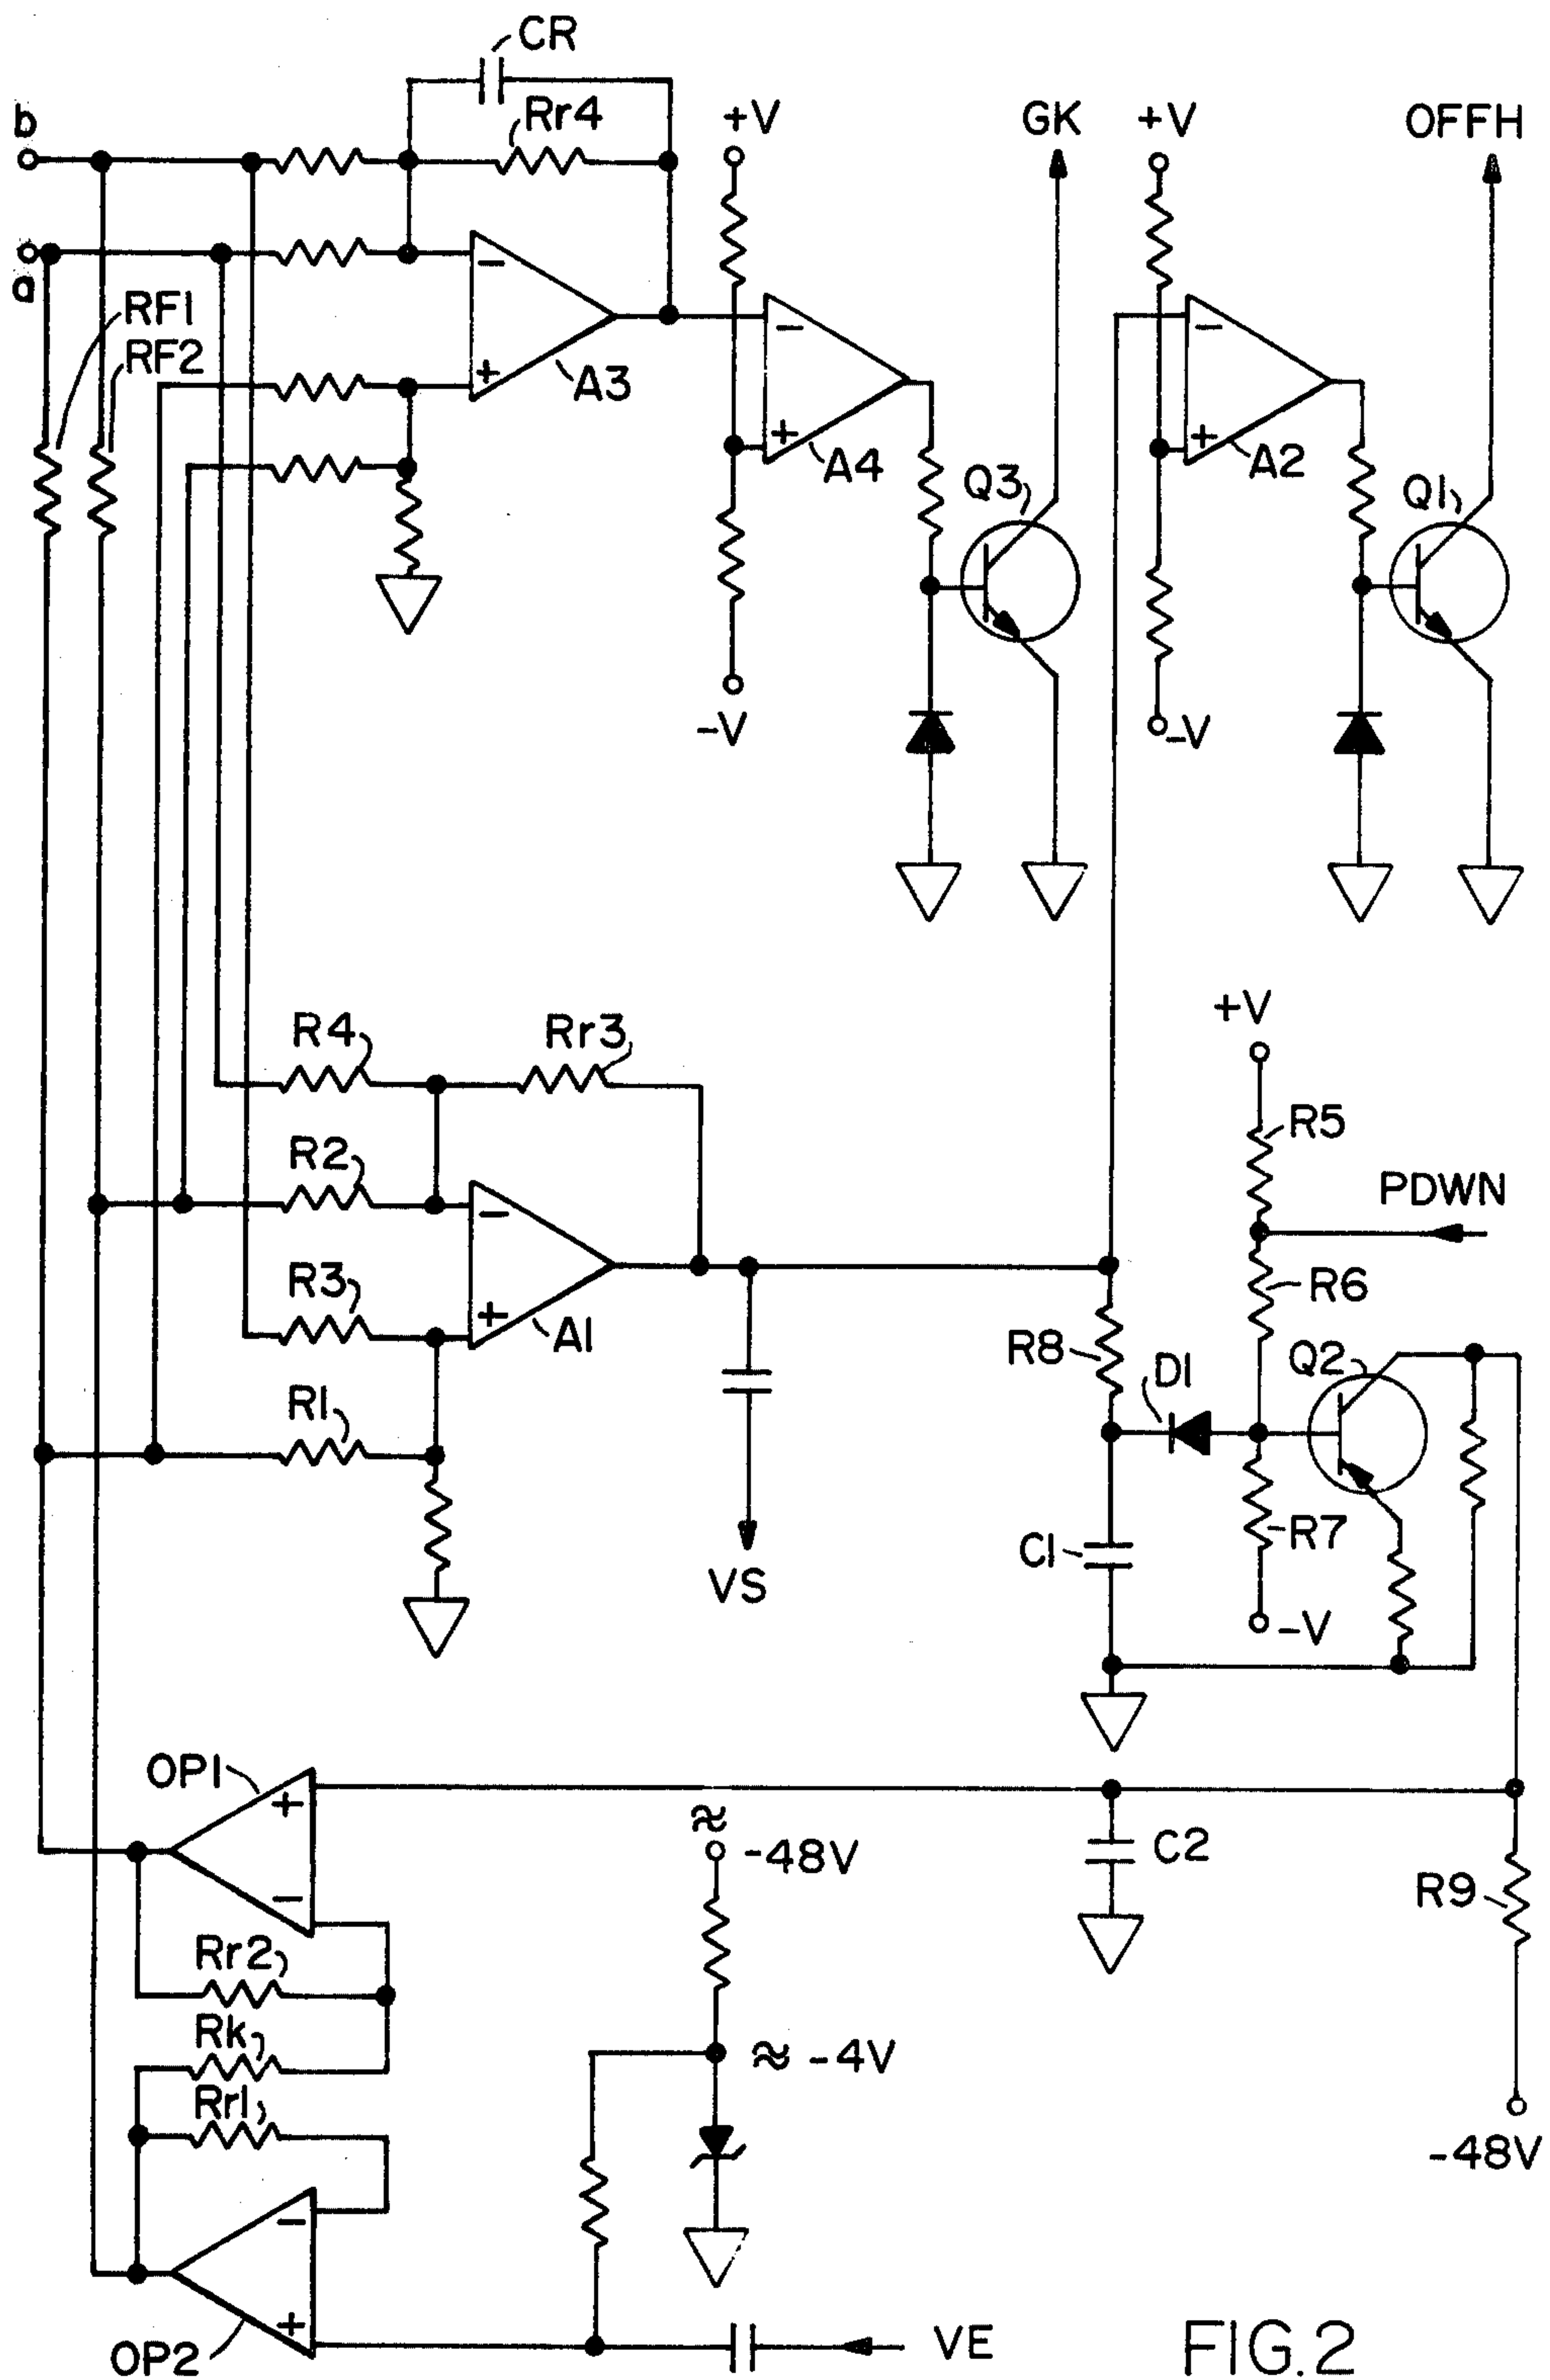 CR
b
Rr4
+V
GK
+V
OFFH
a
RF1
RF2
−
+
A3
−
+
A4
Q3
−
+
A2
Q1
−V
−V
R4
Rr3
+V
R2
R5
−
PDWN
R3
R6
+
A1
R8
D1
Q2
R1
C1
R7
VS
−V
OP1
+
≈
-48V
C2
−
R9
Rr2
Rk
≈ -4V
Rr1
-48V
−
+
OP2
VE
FIG.2